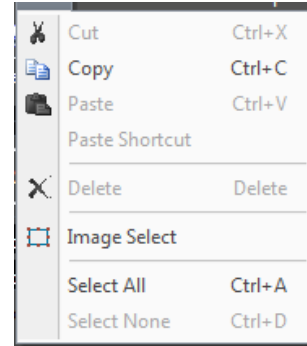 Cut Ctrl+X
Copy Ctrl+C
Paste Ctrl+V
Paste Shortcut
Delete Delete
Image Select
Select All Ctrl+A
Select None Ctrl+D